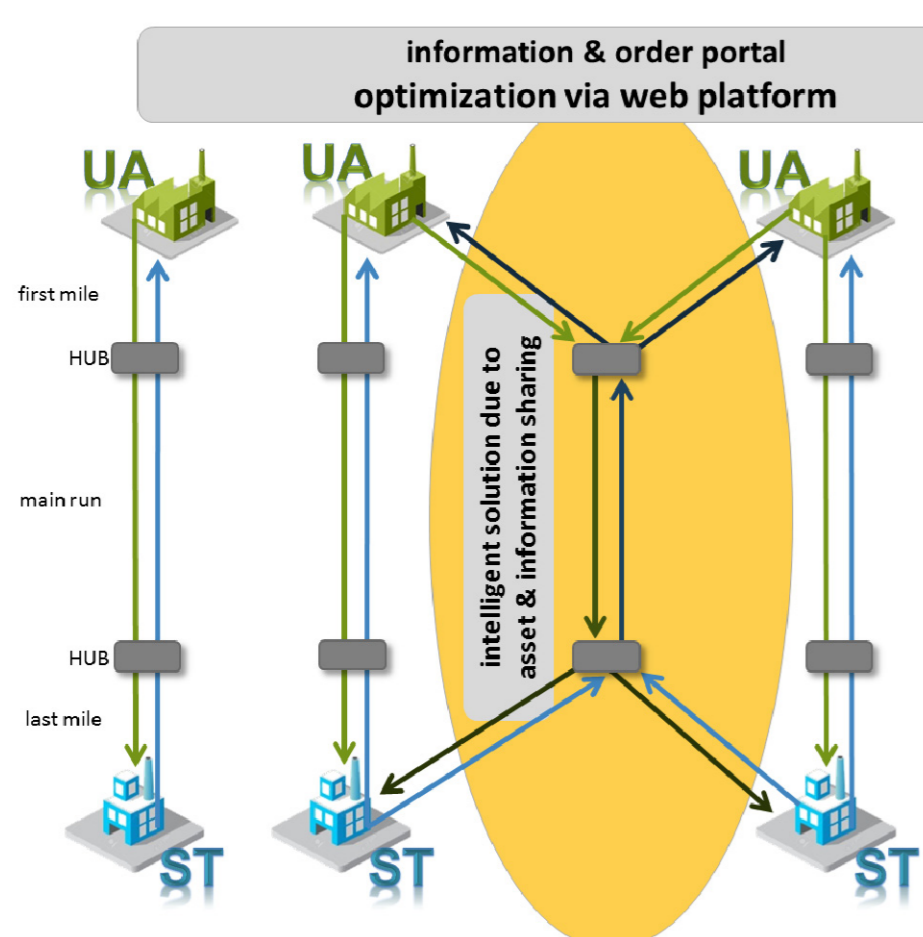 information & order portal
optimization via web platform
UA
UA
UA
first mile
HUB
main run
HUB
last mile
intelligent solution due to
asset & information sharing
ST
ST
ST